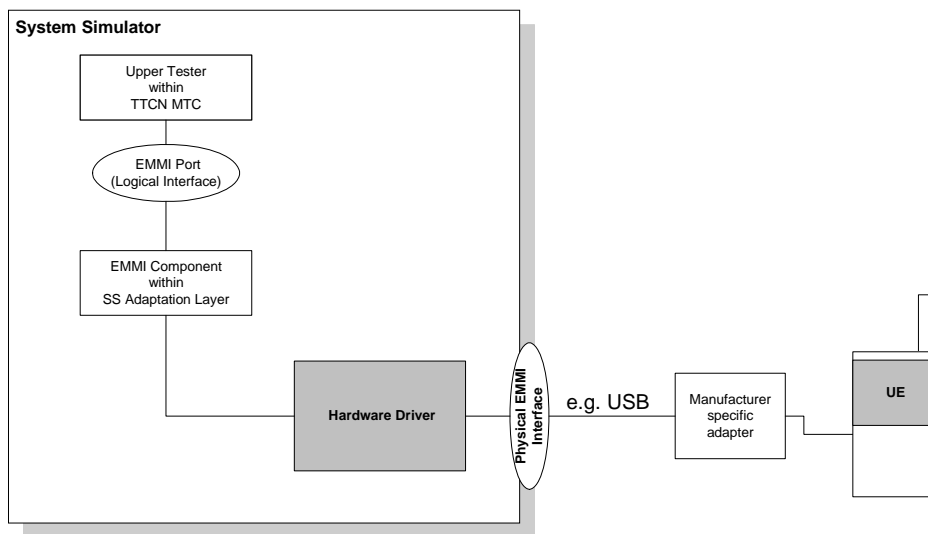 System Simulator
Upper Tester
within
TTCN MTC
EMMI Port
(Logical Interface)
EMMI Component
within
SS Adaptation Layer
Hardware Driver
Physical EMMI
Interface
e.g. USB
Manufacturer
specific
adapter
UE